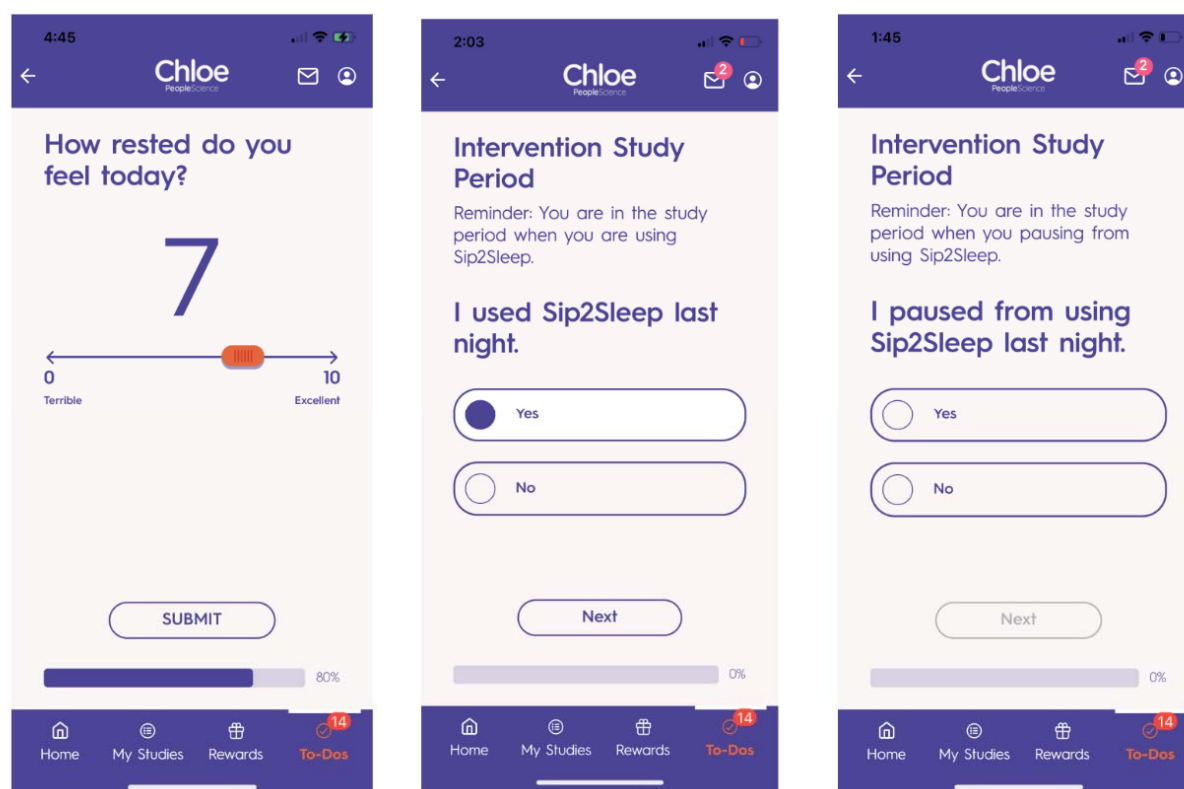 4:45
Chloe
PeopleScience
How rested do you
feel today?
7
0
10
Terrible
Excellent
SUBMIT
80%
14
Home
My Studies
Rewards
To-Dos
2:03
Chloe
PeopleScience
2
Intervention Study
Period
Reminder: You are in the study
period when you are using
Sip2Sleep.
I used Sip2Sleep last
night.
Yes
No
Next
0%
14
Home
My Studies
Rewards
To-Dos
1:45
Chloe
PeopleScience
2
Intervention Study
Period
Reminder: You are in the study
period when you pausing from
using Sip2Sleep.
I paused from using
Sip2Sleep last night.
Yes
No
Next
0%
14
Home
My Studies
Rewards
To-Dos